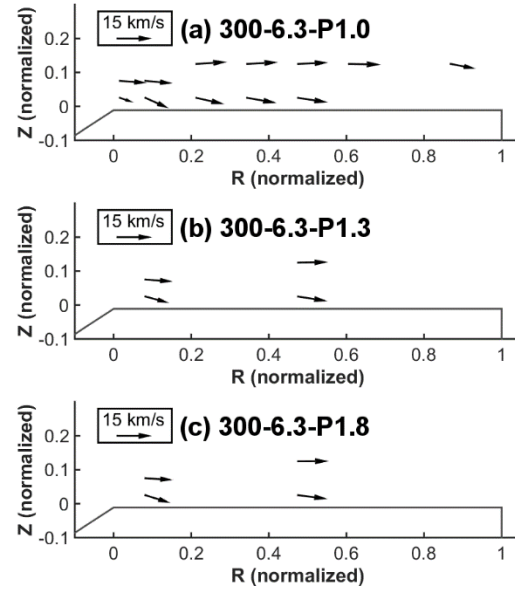 15 km/s
(a) 300-6.3-P1.0
Z (normalized)
0.2
0.1
0
-0.1
0
0.2
0.4
0.6
0.8
1
R (normalized)
15 km/s
(b) 300-6.3-P1.3
Z (normalized)
0.2
0.1
0
-0.1
0
0.2
0.4
0.6
0.8
1
R (normalized)
15 km/s
(c) 300-6.3-P1.8
Z (normalized)
0.2
0.1
0
-0.1
0
0.2
0.4
0.6
0.8
1
R (normalized)